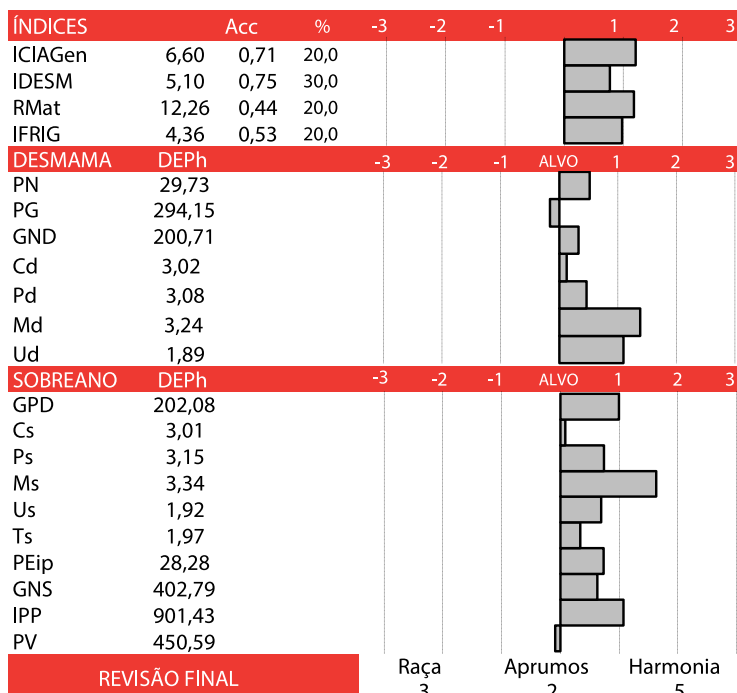 ÍNDICES Acc % -3 -2 -1 1 2 3
ICIAGen 6,60 0,71 20,0
IDESM 5,10 0,75 30,0
RMat 12,26 0,44 20,0
IFRIG 4,36 0,53 20,0
DESMAMA DEPh -3 -2 -1 ALVO 1 2 3
PN 29,73
PG 294,15
GND 200,71
Cd 3,02
Pd 3,08
Md 3,24
Ud 1,89
SOBREANO DEPh -3 -2 -1 ALVO 1 2 3
GPD 202,08
Cs 3,01
Ps 3,15
Ms 3,34
Us 1,92
Ts 1,97
PEip 28,28
GNS 402,79
IPP 901,43
PV 450,59
REVISÃO FINAL Raça Aprumos Harmonia
3 2 5